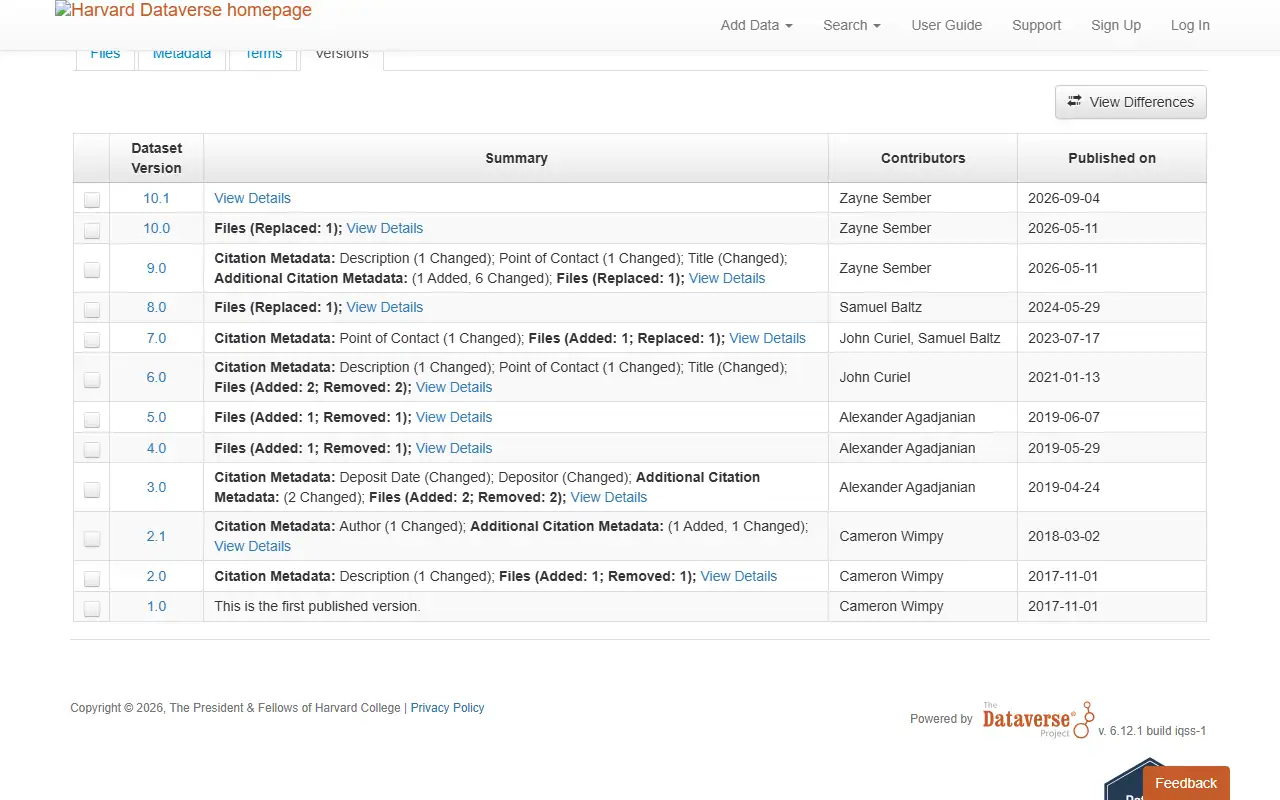 Harvard Dataverse homepage
Add Data
Search
User Guide
Support
Sign Up
Log In
Files
Metadata
Terms
Versions
View Differences
Dataset Version
Summary
Contributors
Published on
10.1 View Details Zayne Sember 2026-09-04
10.0 Files (Replaced: 1); View Details Zayne Sember 2026-05-11
9.0 Citation Metadata: Description (1 Changed); Point of Contact (1 Changed); Title (Changed);
Additional Citation Metadata: (1 Added, 6 Changed); Files (Replaced: 1); View Details Zayne Sember 2026-05-11
8.0 Files (Replaced: 1); View Details Samuel Baltz 2024-05-29
7.0 Citation Metadata: Point of Contact (1 Changed); Files (Added: 1; Replaced: 1); View Details John Curiel, Samuel Baltz 2023-07-17
6.0 Citation Metadata: Description (1 Changed); Point of Contact (1 Changed); Title (Changed);
Files (Added: 2; Removed: 2); View Details John Curiel 2021-01-13
5.0 Files (Added: 1; Removed: 1); View Details Alexander Agadjanian 2019-06-07
4.0 Files (Added: 1; Removed: 1); View Details Alexander Agadjanian 2019-05-29
3.0 Citation Metadata: Deposit Date (Changed); Depositor (Changed); Additional Citation
Metadata: (2 Changed); Files (Added: 2; Removed: 2); View Details Alexander Agadjanian 2019-04-24
2.1 Citation Metadata: Author (1 Changed); Additional Citation Metadata: (1 Added, 1 Changed);
View Details Cameron Wimpy 2018-03-02
2.0 Citation Metadata: Description (1 Changed); Files (Added: 1; Removed: 1); View Details Cameron Wimpy 2017-11-01
1.0 This is the first published version. Cameron Wimpy 2017-11-01
Copyright © 2026, The President & Fellows of Harvard College | Privacy Policy
Powered by
The
Dataverse®
Project
v. 6.12.1 build iqss-1
Feedback